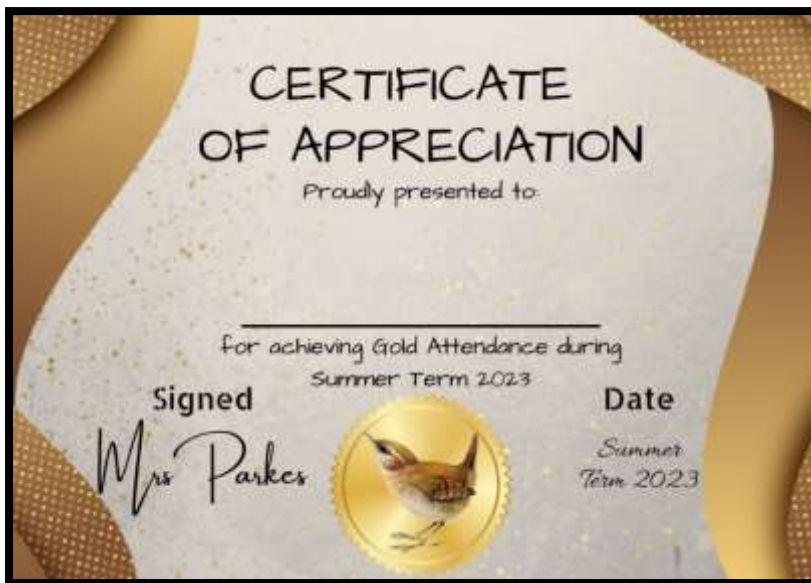 CERTIFICATE
OF APPRECIATION
Proudly presented to:
for achieving Gold Attendance during
Summer Term 2023
Signed
Date
Mrs Parkes
Summer
Term 2023